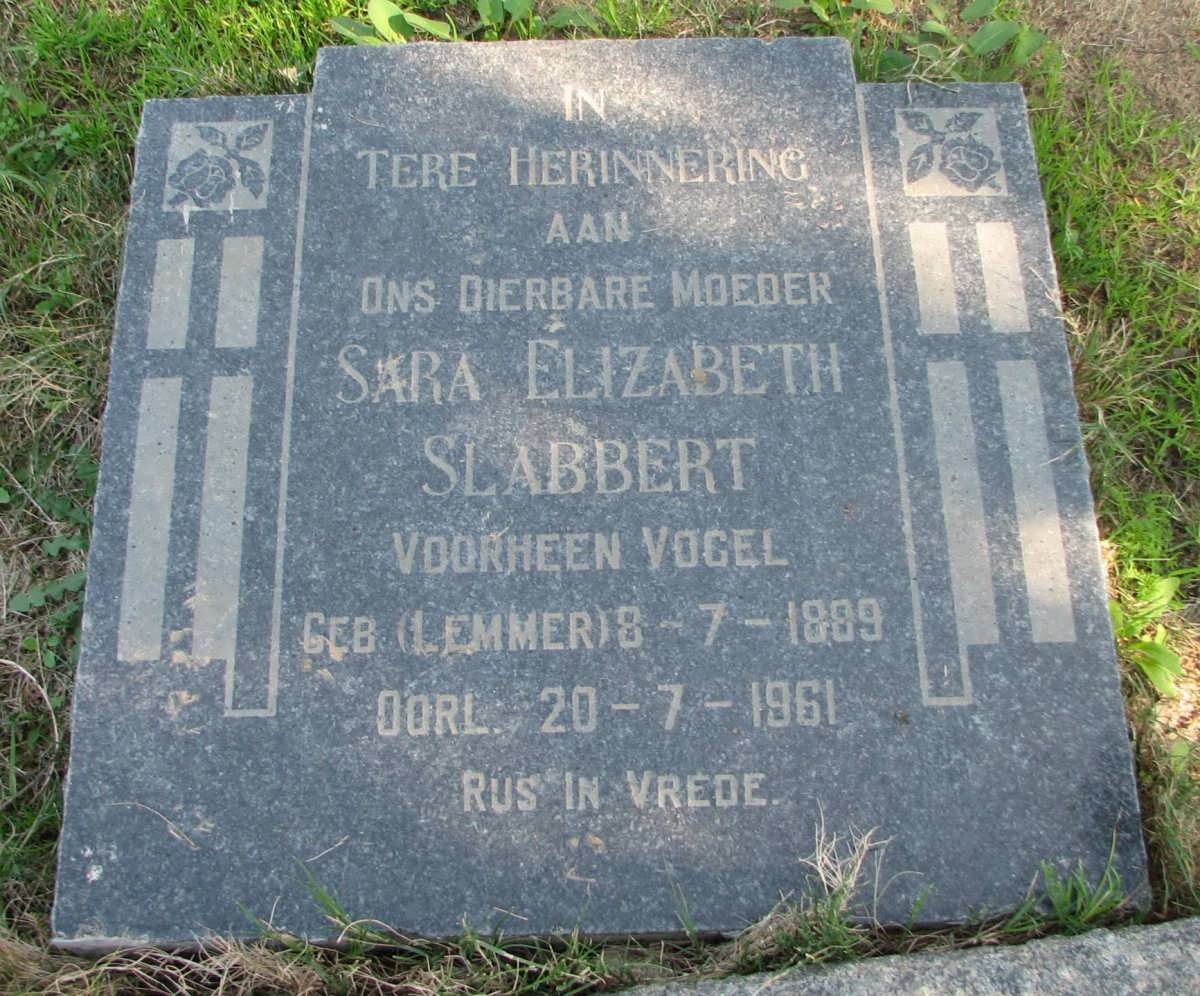 IN
TERE HERINNERING
AAN
ONS DIERBARE MOEDER
SARA ELIZABETH
SLABBERT
VOORHEEN VOGEL
GEB (LEMMER) 8 - 7 - 1889
OORL. 20 - 7 - 1961
RUS IN VREDE.